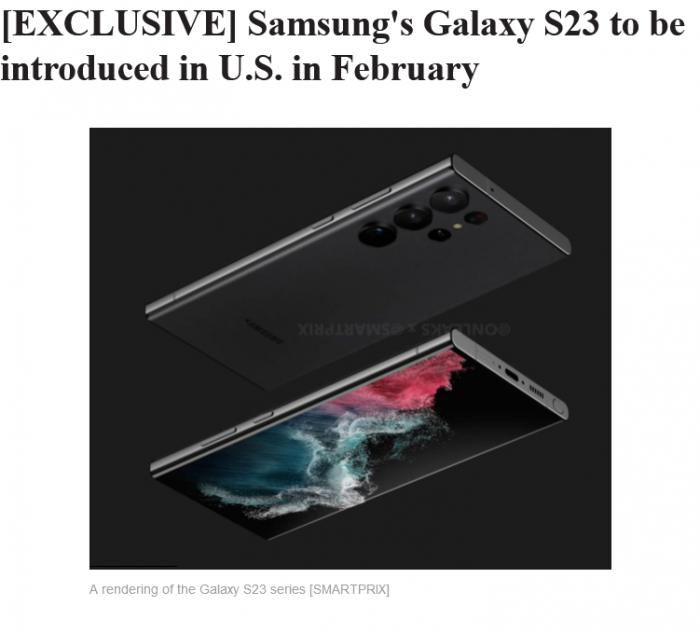 [EXCLUSIVE] Samsung's Galaxy S23 to be
introduced in U.S. in February
SAMSUNG
@ONLEAKS x @SMARTPRIX
A rendering of the Galaxy S23 series [SMARTPRIX]